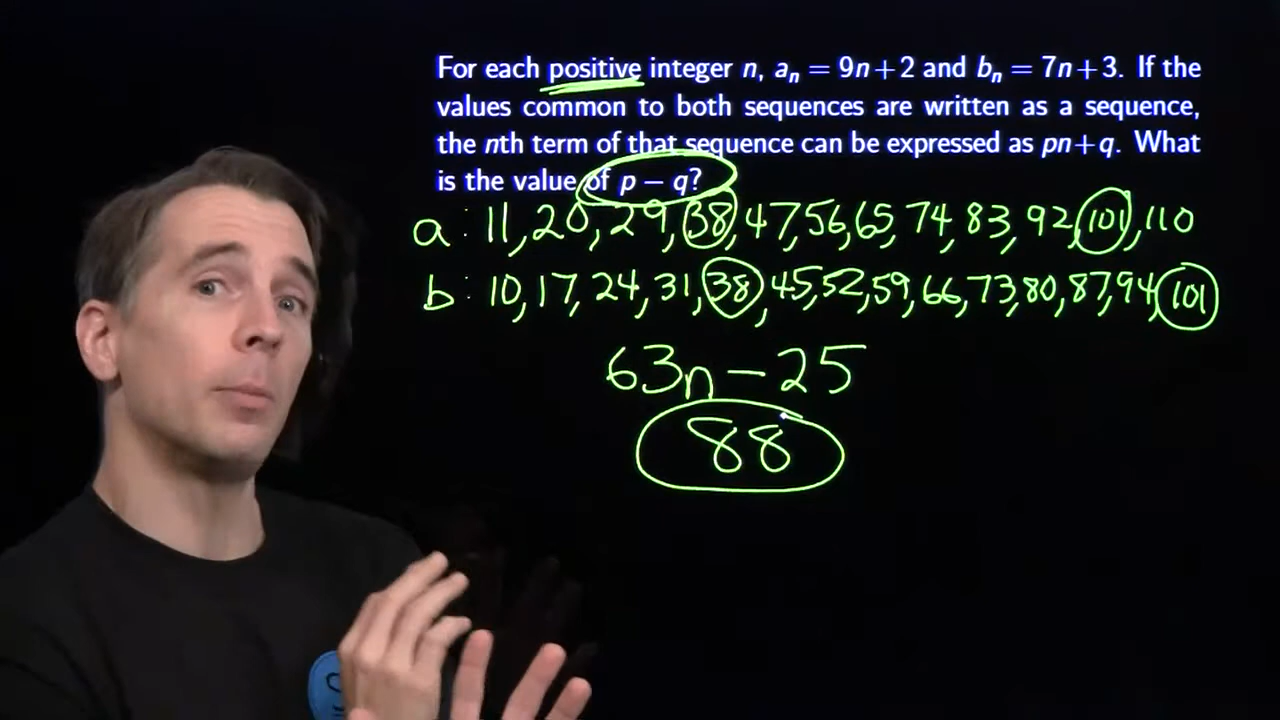 For each positive integer n, aₙ = 9n+2 and bₙ = 7n+3. If the
values common to both sequences are written as a sequence,
the nth term of that sequence can be expressed as pn+q. What
is the value of p − q?
a : 11, 20, 29, 38, 47, 56, 65, 74, 83, 92, 101, 110
b : 10, 17, 24, 31, 38, 45, 52, 59, 66, 73, 80, 87, 94, 101
63n − 25
88